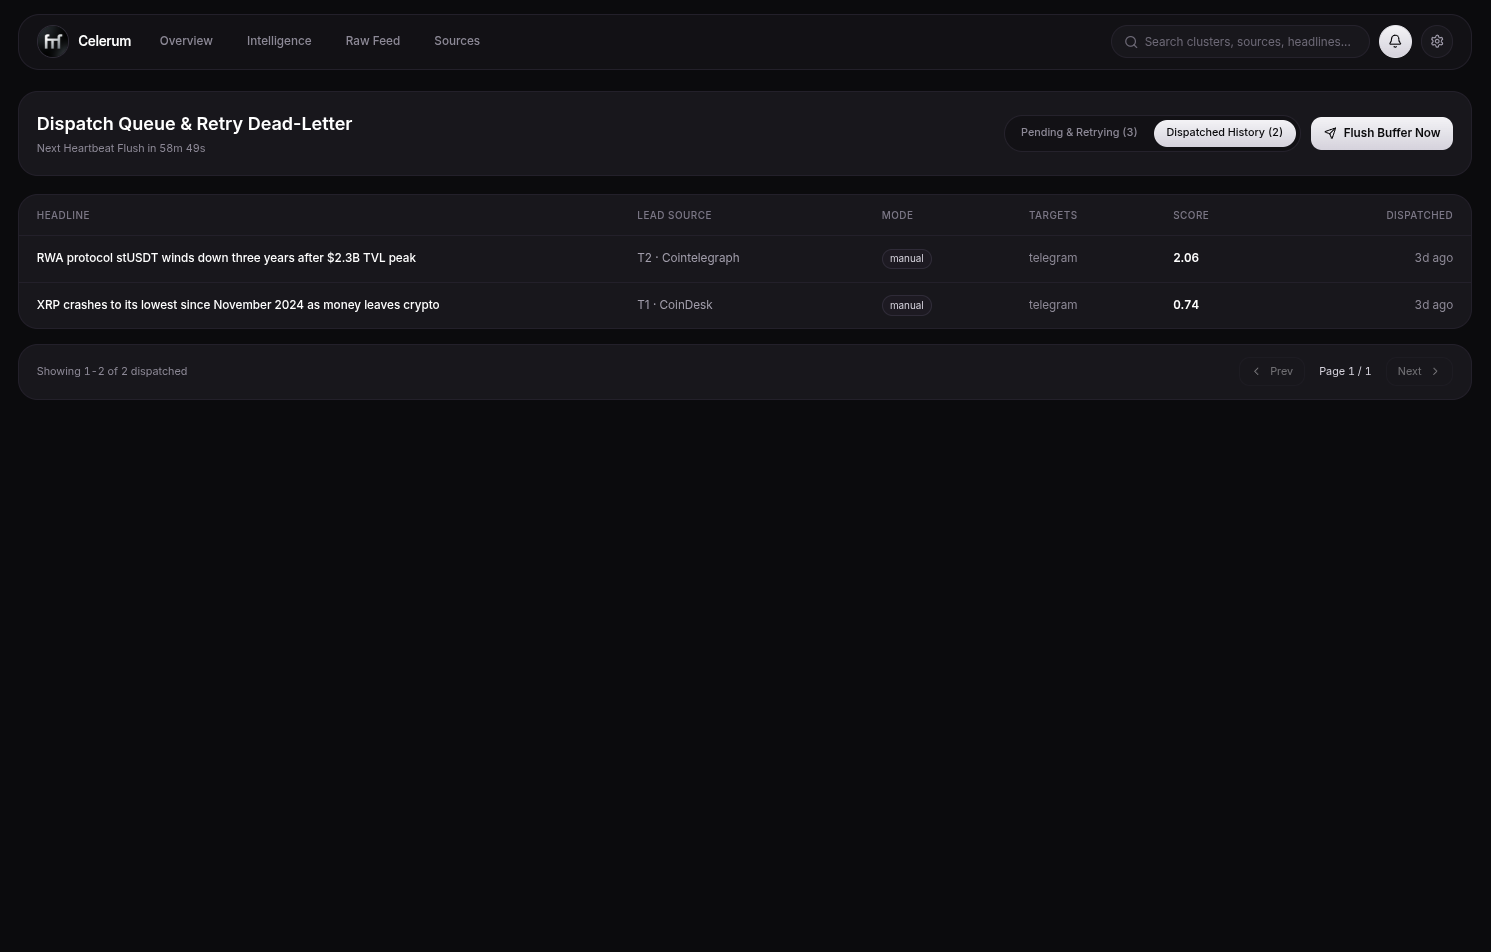 Celerum
Overview
Intelligence
Raw Feed
Sources
Search clusters, sources, headlines...
Dispatch Queue & Retry Dead-Letter
Next Heartbeat Flush in 58m 49s
Pending & Retrying (3)
Dispatched History (2)
Flush Buffer Now
HEADLINE LEAD SOURCE MODE TARGETS SCORE DISPATCHED
RWA protocol stUSDT winds down three years after $2.3B TVL peak T2 · Cointelegraph manual telegram 2.06 3d ago
XRP crashes to its lowest since November 2024 as money leaves crypto T1 · CoinDesk manual telegram 0.74 3d ago
Showing 1-2 of 2 dispatched
Prev
Page 1 / 1
Next